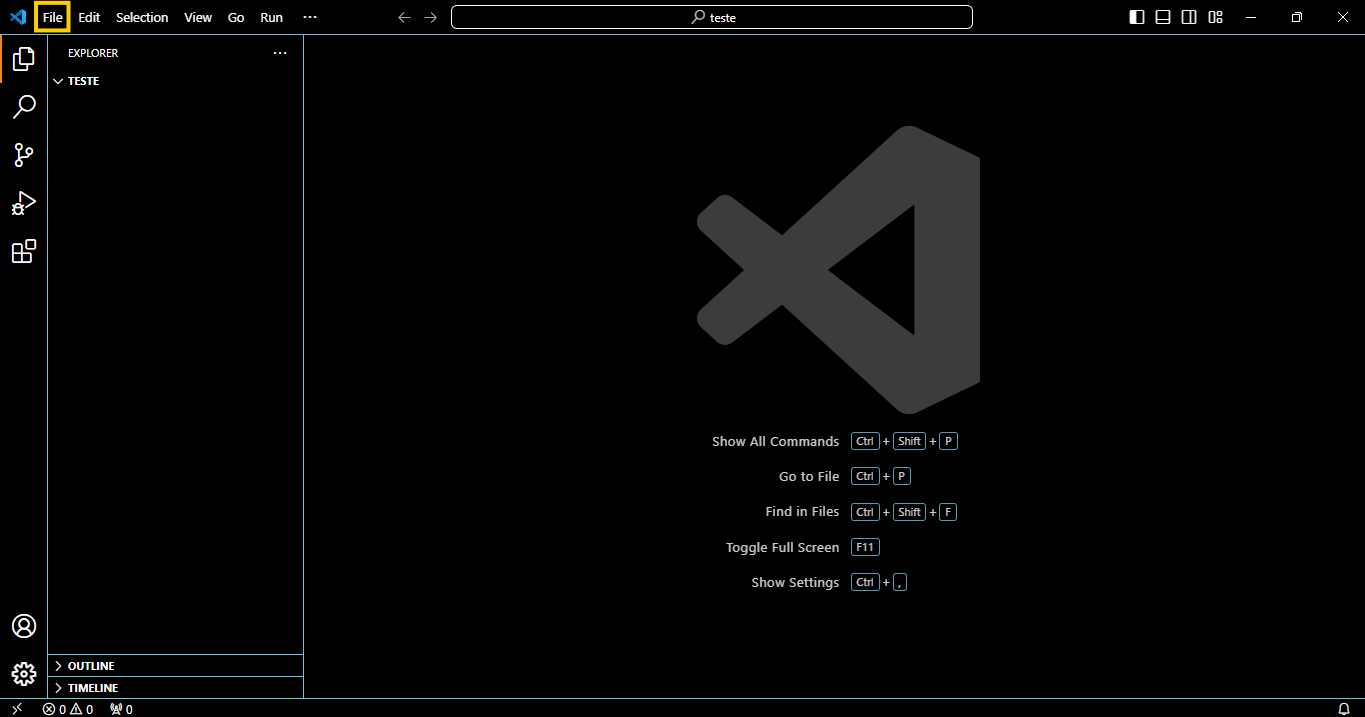 File Edit Selection View Go Run ···
teste
EXPLORER ···
TESTE
Show All Commands Ctrl + Shift + P
Go to File Ctrl + P
Find in Files Ctrl + Shift + F
Toggle Full Screen F11
Show Settings Ctrl + ,
OUTLINE
TIMELINE
0 0 0